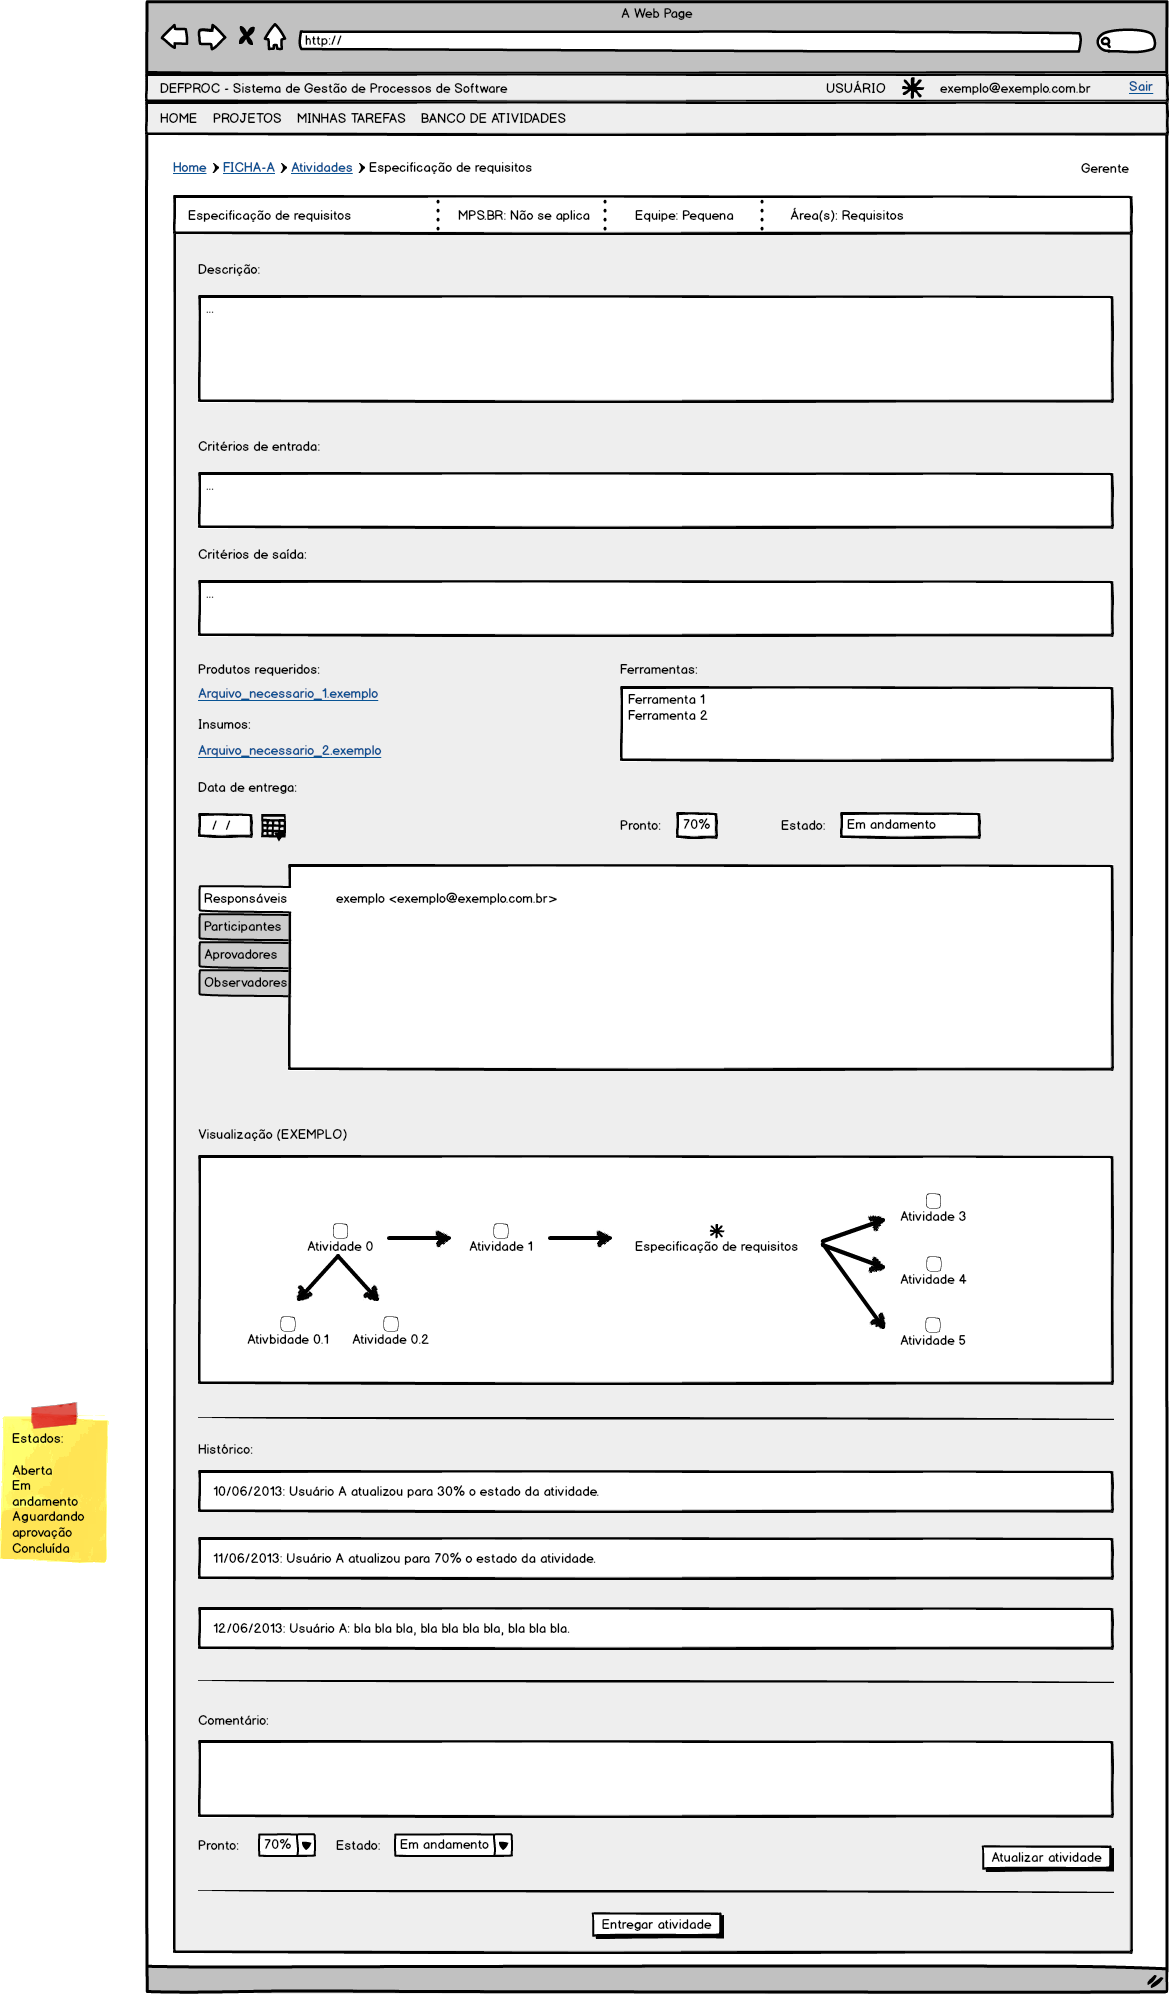 A Web Page
http://
DEFPROC - Sistema de Gestão de Processos de Software
USUÁRIO
exemplo@exemplo.com.br
Sair
HOME PROJETOS MINHAS TAREFAS BANCO DE ATIVIDADES
Home FICHA-A Atividades Especificação de requisitos
Gerente
Especificação de requisitos
MPS.BR: Não se aplica
Equipe: Pequena
Área(s): Requisitos
Descrição:
...
Critérios de entrada:
...
Critérios de saída:
...
Produtos requeridos:
Arquivo_necessario_1.exemplo
Insumos:
Arquivo_necessario_2.exemplo
Ferramentas:
Ferramenta 1
Ferramenta 2
Data de entrega:
/ /
Pronto: 70%
Estado: Em andamento
Responsáveis
Participantes
Aprovadores
Observadores
exemplo <exemplo@exemplo.com.br>
Visualização (EXEMPLO)
Atividade 0
Atividade 1
Especificação de requisitos
Atividade 3
Atividade 4
Atividade 5
Ativbidade 0.1
Atividade 0.2
Estados:
Aberta
Em
andamento
Aguardando
aprovação
Concluída
Histórico:
10/06/2013: Usuário A atualizou para 30% o estado da atividade.
11/06/2013: Usuário A atualizou para 70% o estado da atividade.
12/06/2013: Usuário A: bla bla bla, bla bla bla bla, bla bla bla.
Comentário:
Pronto: 70%
Estado: Em andamento
Atualizar atividade
Entregar atividade